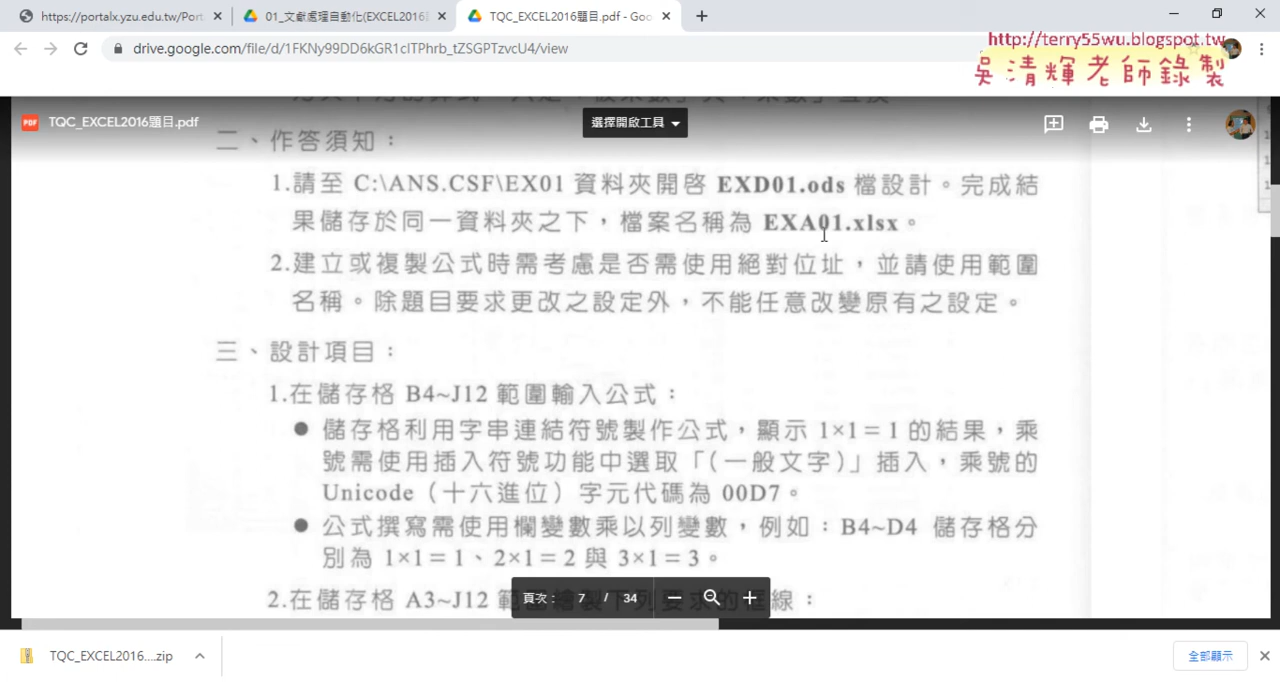 https://portalx.yzu.edu.tw/Port
01_文獻處理自動化(EXCEL2016
TQC_EXCEL2016題目.pdf - Goo
drive.google.com/file/d/1FKNy99DD6kGR1clTPhrb_tZSGPTzvcU4/view
http://terry55wu.blogspot.tw
吳清輝老師錄製
TQC_EXCEL2016題目.pdf
選擇開啟工具
二、作答須知：
1.請至 C:\ANS.CSF\EX01 資料夾開啓 EXD01.ods 檔設計。完成結
果儲存於同一資料夾之下，檔案名稱為 EXA01.xlsx。
2.建立或複製公式時需考慮是否需使用絕對位址，並請使用範圍
名稱。除題目要求更改之設定外，不能任意改變原有之設定。
三、設計項目：
1.在儲存格 B4~J12 範圍輸入公式：
● 儲存格利用字串連結符號製作公式，顯示 1×1＝1 的結果，乘
號需使用插入符號功能中選取「(一般文字)」插入，乘號的
Unicode（十六進位）字元代碼為 00D7。
● 公式撰寫需使用欄變數乘以列變數，例如：B4~D4 儲存格分
別為 1×1＝1、2×1＝2 與 3×1＝3。
2.在儲存格 A3~J12 範圍繪製下列要求的框線：
頁次： 7 / 34
TQC_EXCEL2016....zip
全部顯示